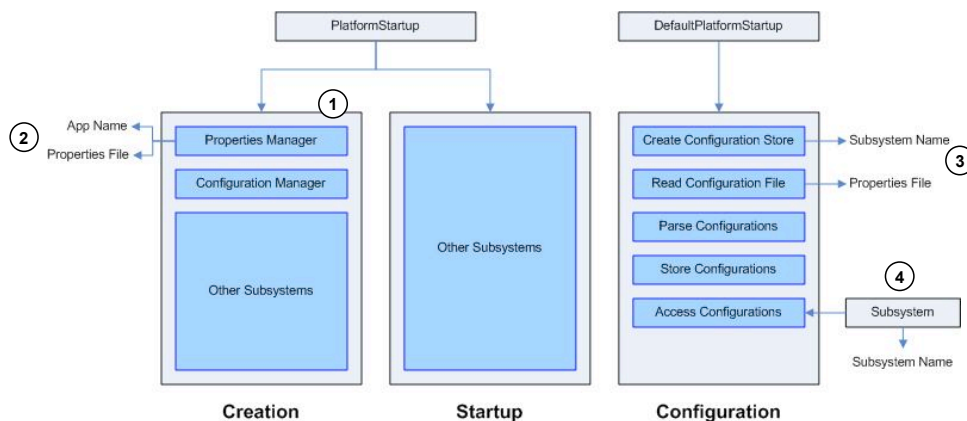 PlatformStartup
DefaultPlatformStartup
1
2
App Name
Properties File
Properties Manager
Configuration Manager
Other Subsystems
Other Subsystems
Create Configuration Store
Read Configuration File
Parse Configurations
Store Configurations
Access Configurations
Subsystem Name
3
Properties File
4
Subsystem
Subsystem Name
Creation
Startup
Configuration